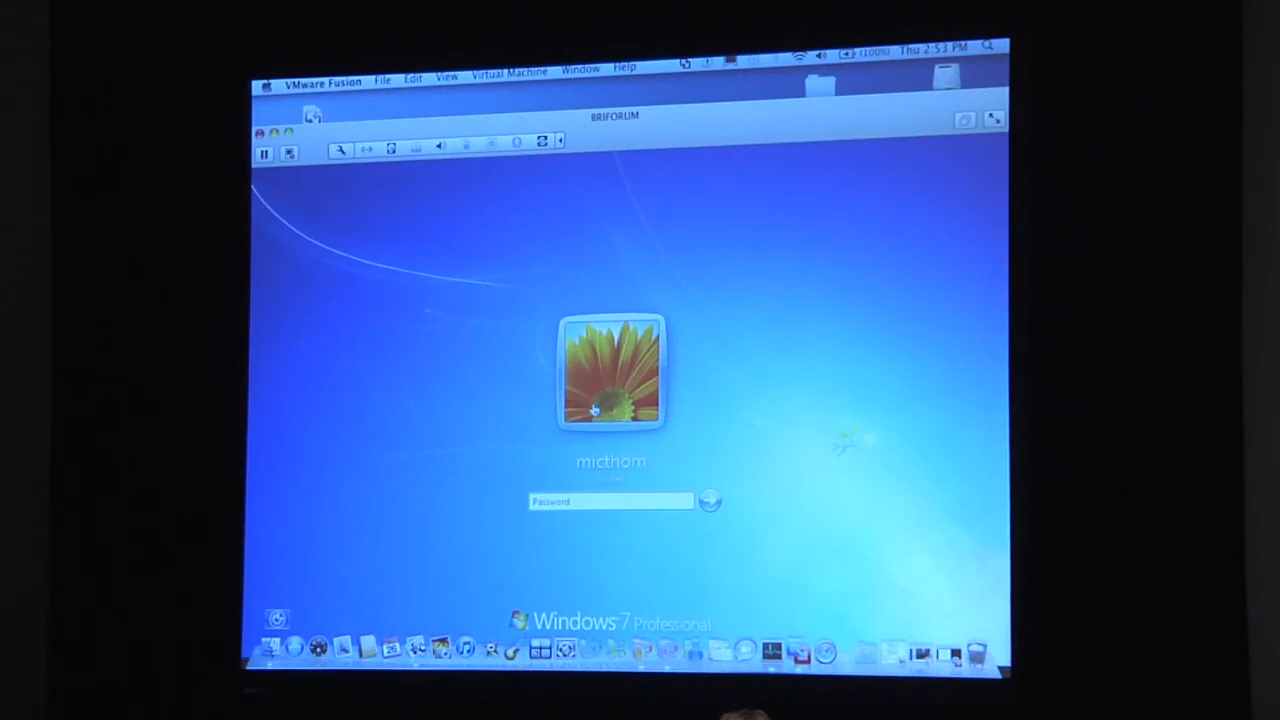 VMware Fusion File Edit View Virtual Machine Window Help (100%) Thu 2:53 PM
BRIFORUM
micthom
Password
Windows 7 Professional